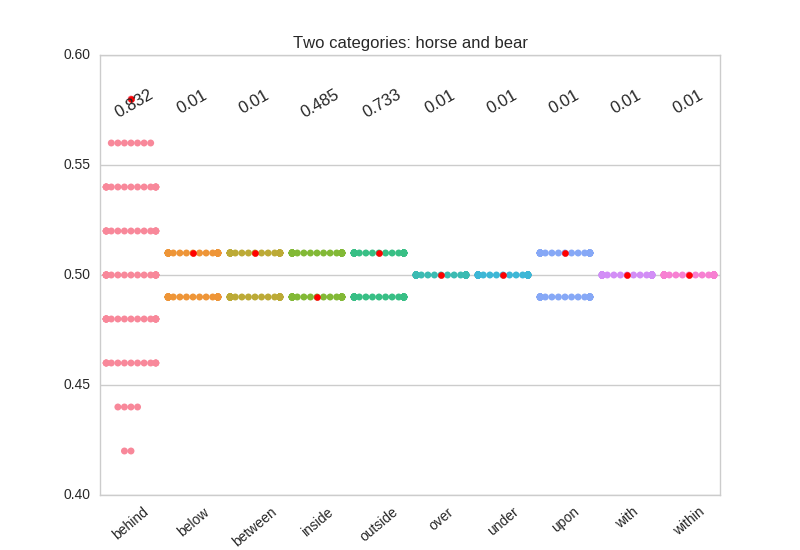 Two categories: horse and bear
0.60
0.832 0.01 0.01 0.485 0.733 0.01 0.01 0.01 0.01 0.01
0.55
0.50
0.45
0.40
behind below between inside outside over under upon with within